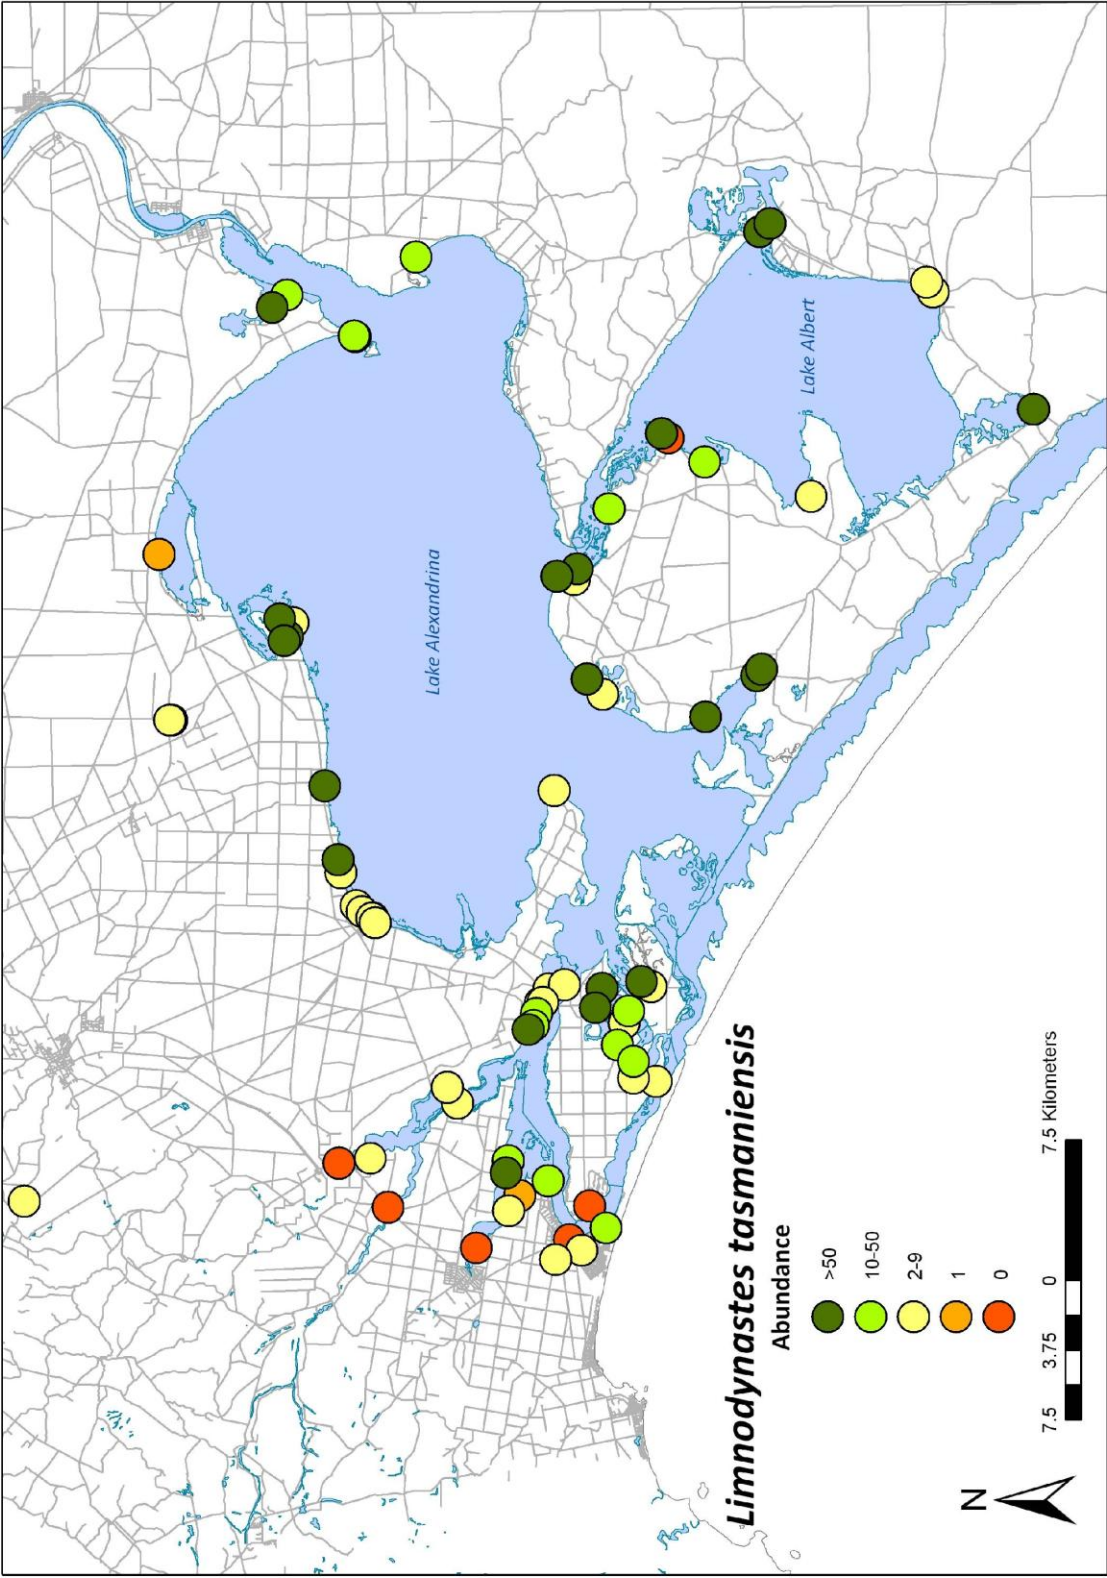 Lake Alexandrina
Lake Albert
Limnodynastes tasmaniensis
Abundance
>50
10-50
2-9
1
0
N
7.5 3.75 0 7.5 Kilometers